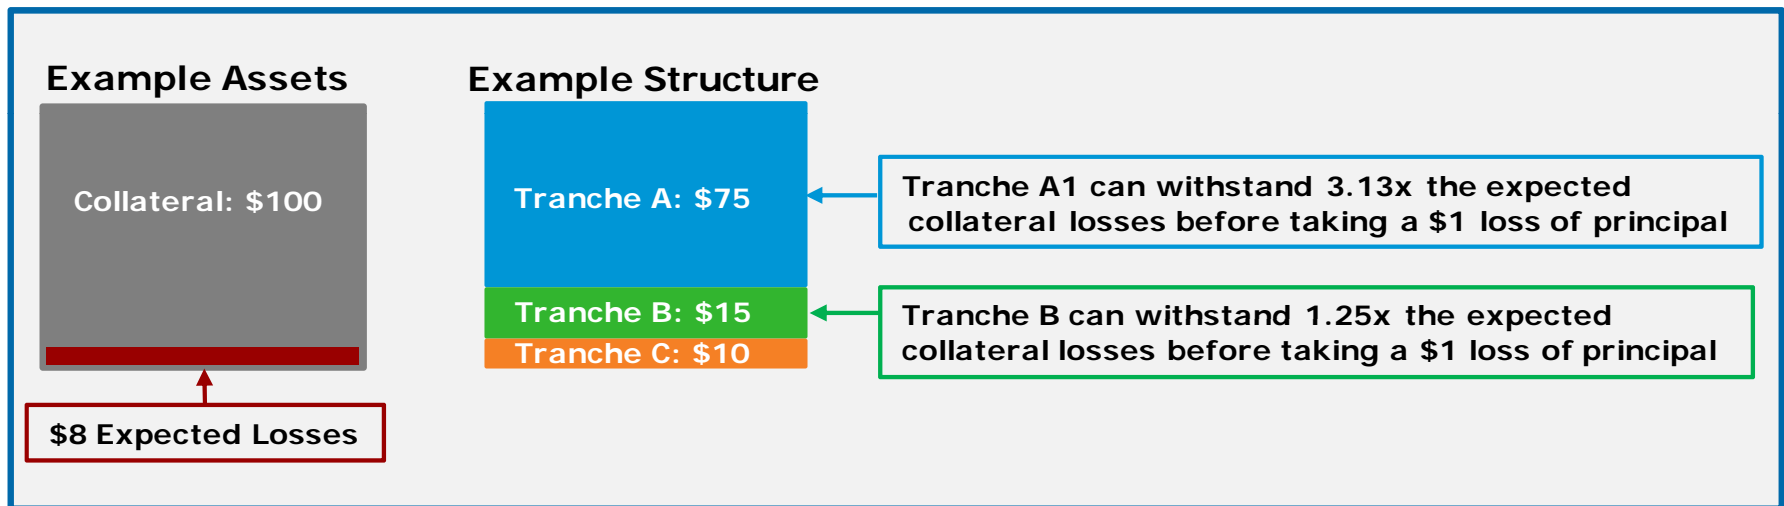 Example Assets
Collateral: $100
$8 Expected Losses
Example Structure
Tranche A: $75
Tranche B: $15
Tranche C: $10
Tranche A1 can withstand 3.13x the expected
collateral losses before taking a $1 loss of principal
Tranche B can withstand 1.25x the expected
collateral losses before taking a $1 loss of principal